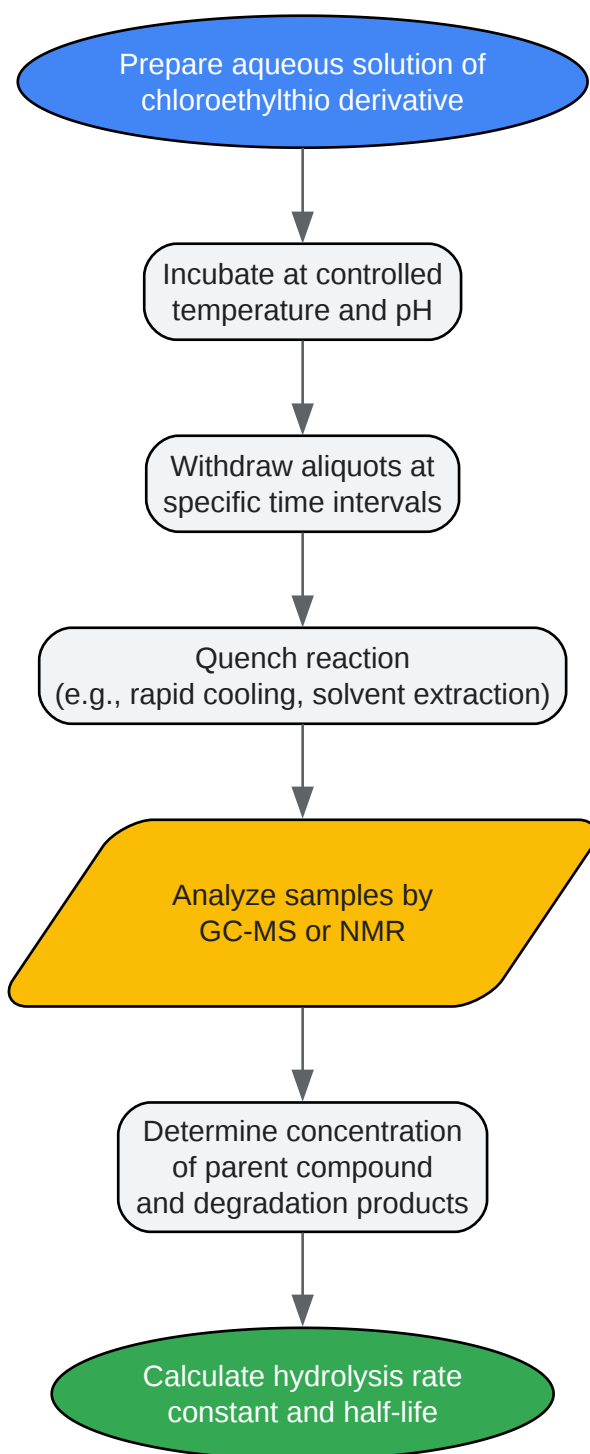 Prepare aqueous solution of
chloroethylthio derivative
Incubate at controlled
temperature and pH
Withdraw aliquots at
specific time intervals
Quench reaction
(e.g., rapid cooling, solvent extraction)
Analyze samples by
GC-MS or NMR
Determine concentration
of parent compound
and degradation products
Calculate hydrolysis rate
constant and half-life